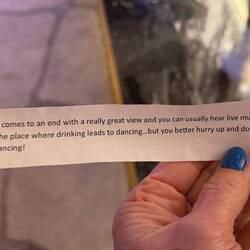 comes to an end with a really great view and you can usually hear live mu
he place where drinking leads to dancing...but you better hurry up and do
ancing!